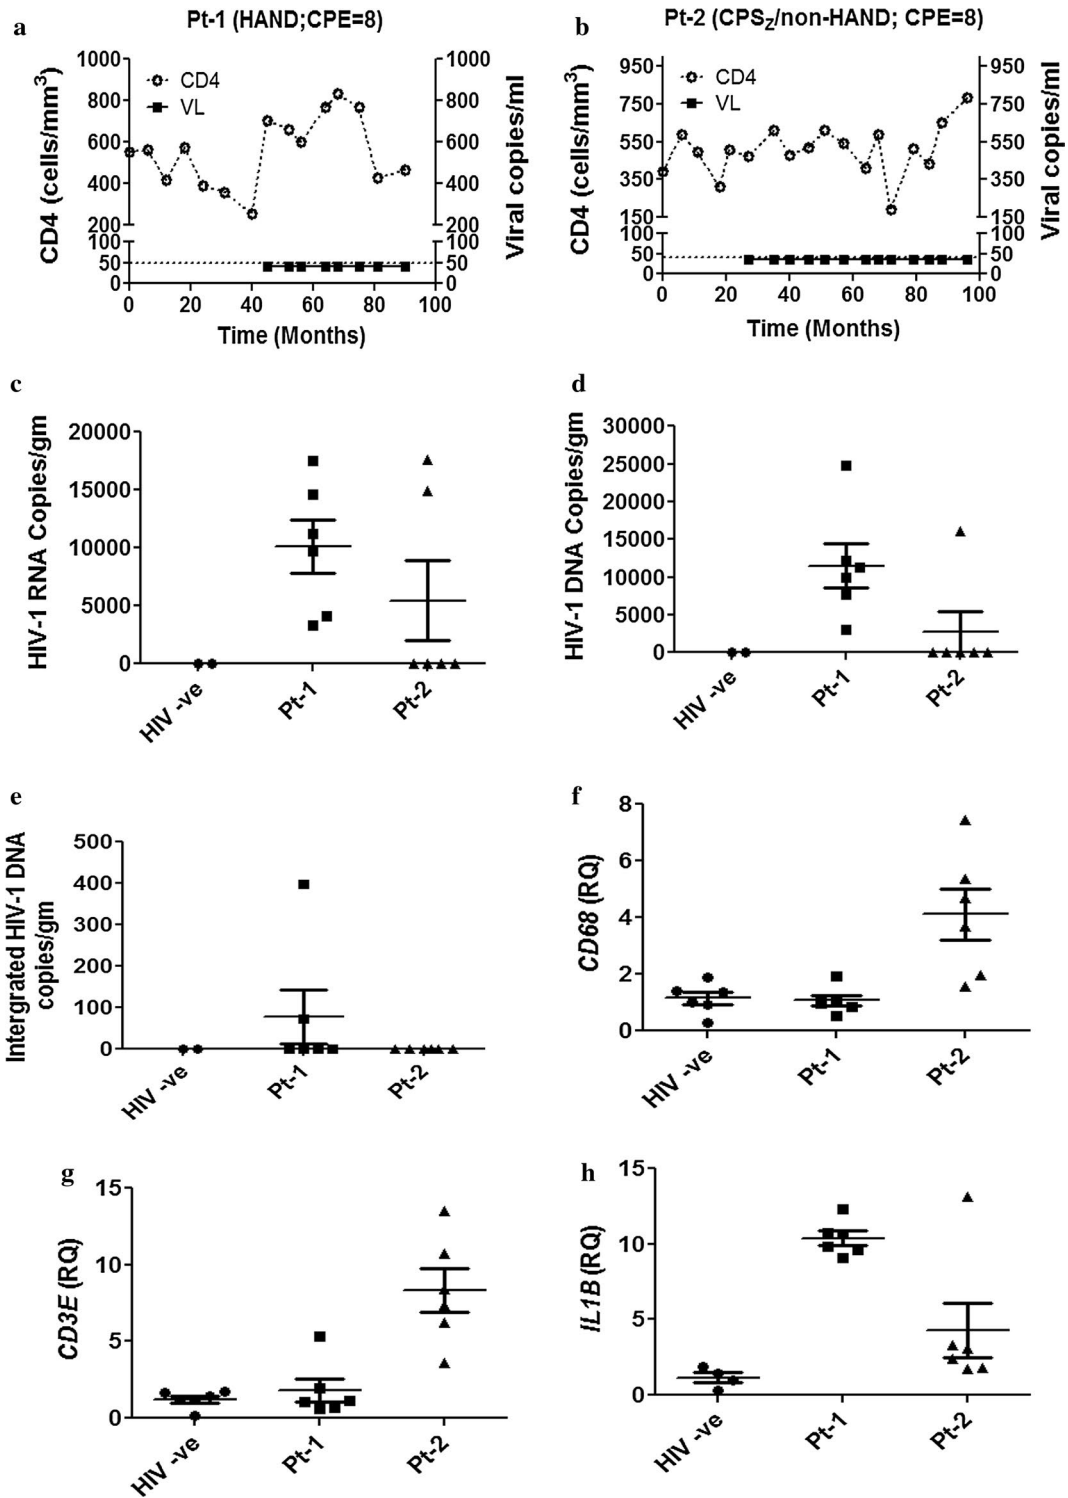 a
Pt-1 (HAND;CPE=8)
CD4 (cells/mm3)
1000
800
600
400
200
100
50
0
CD4
VL
1000
800
600
400
200
100
50
0
Viral copies/ml
0 20 40 60 80 100
Time (Months)
b
Pt-2 (CPSZ/non-HAND; CPE=8)
CD4 (cells/mm3)
950
750
550
350
150
100
50
0
CD4
VL
950
750
550
350
150
100
50
0
Viral copies/ml
0 20 40 60 80 100
Time (Months)
c
HIV-1 RNA Copies/gm
20000
15000
10000
5000
0
HIV -ve Pt-1 Pt-2
d
HIV-1 DNA Copies/gm
30000
25000
20000
15000
10000
5000
0
HIV -ve Pt-1 Pt-2
e
Intergrated HIV-1 DNA
copies/gm
500
400
300
200
100
0
HIV -ve Pt-1 Pt-2
f
CD68 (RQ)
8
6
4
2
0
HIV -ve Pt-1 Pt-2
g
CD3E (RQ)
15
10
5
0
HIV -ve Pt-1 Pt-2
h
IL1B (RQ)
15
10
5
0
HIV -ve Pt-1 Pt-2